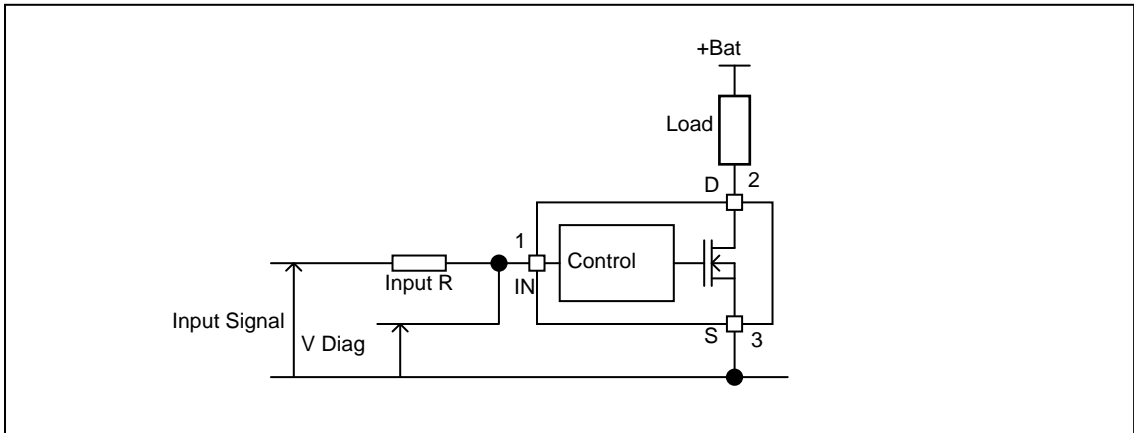 +Bat
Load
D 2
1
Control
Input R
IN
Input Signal
V Diag
S 3